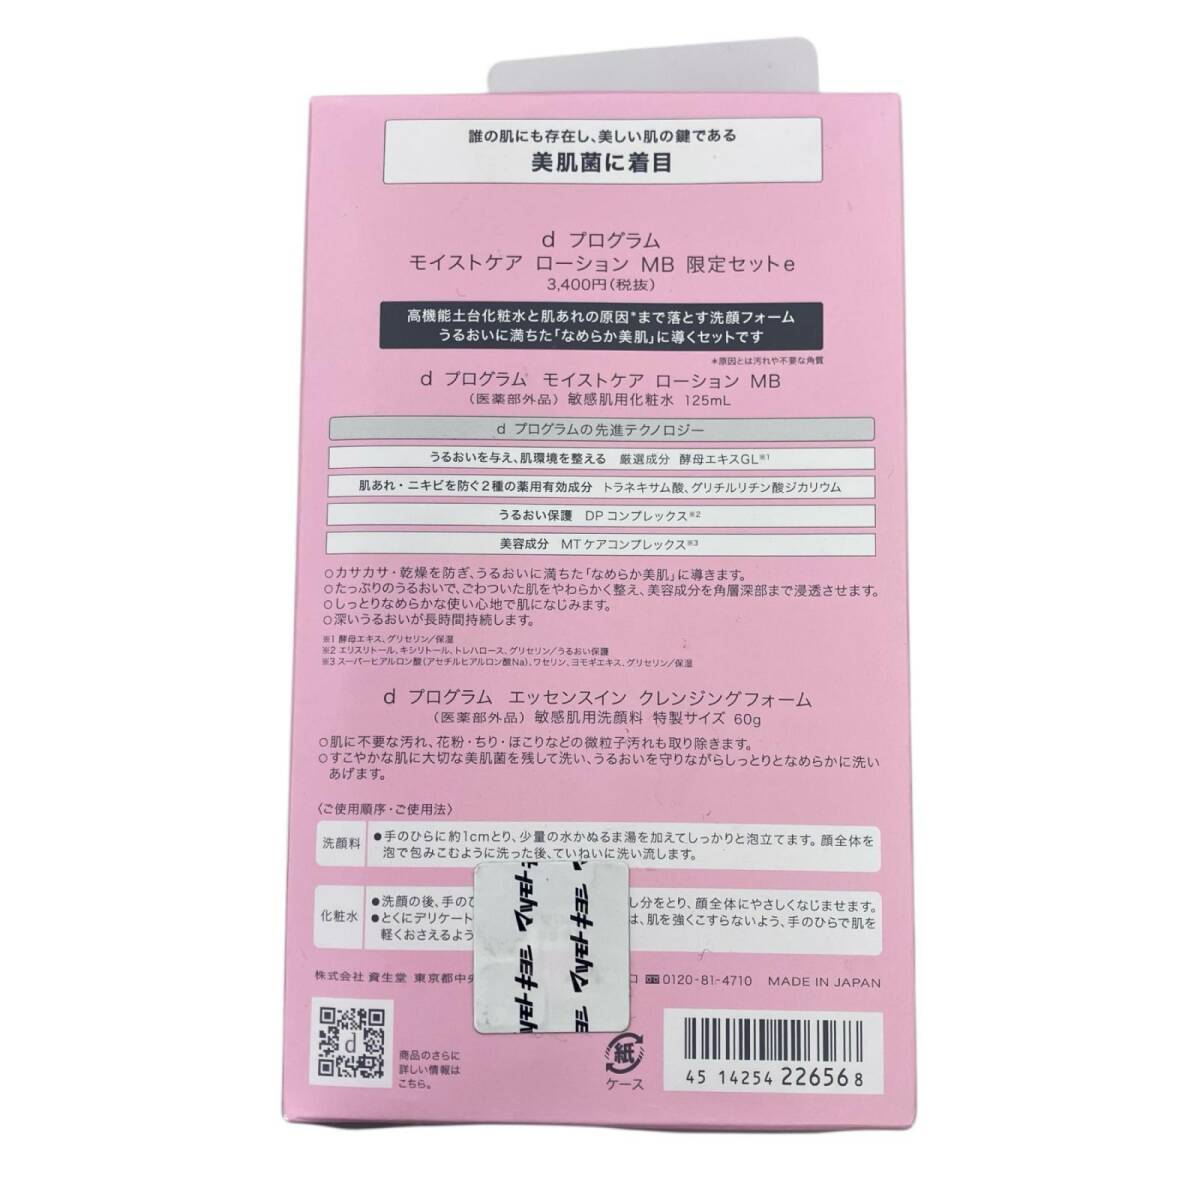 誰の肌にも存在し、美しい肌の鍵である
美肌菌に着目
d プログラム
モイストケア ローション MB 限定セットe
3,400円(税抜)
高機能土台化粧水と肌あれの原因*まで落とす洗顔フォーム
うるおいに満ちた「なめらか美肌」に導くセットです
*原因とは汚れや不要な角質
d プログラム モイストケア ローション MB
(医薬部外品) 敏感肌用化粧水 125mL
d プログラムの先進テクノロジー
うるおいを与え、肌環境を整える 厳選成分 酵母エキスGL※1
肌あれ・ニキビを防ぐ2種の薬用有効成分 トラネキサム酸、グリチルリチン酸ジカリウム
うるおい保護 DPコンプレックス※2
美容成分 MTケアコンプレックス※3
○カサカサ・乾燥を防ぎ、うるおいに満ちた「なめらか美肌」に導きます。
○たっぷりのうるおいで、ごわついた肌をやわらかく整え、美容成分を角層深部まで浸透させます。
○しっとりなめらかな使い心地で肌になじみます。
○深いうるおいが長時間持続します。
※1 酵母エキス、グリセリン/保湿
※2 エリスリトール、キシリトール、トレハロース、グリセリン/うるおい保護
※3 スーパーヒアルロン酸(アセチルヒアルロン酸Na)、ワセリン、ヨモギエキス、グリセリン/保湿
d プログラム エッセンスイン クレンジングフォーム
(医薬部外品) 敏感肌用洗顔料 特製サイズ 60g
○肌に不要な汚れ、花粉・ちり・ほこりなどの微粒子汚れも取り除きます。
○すこやかな肌に大切な美肌菌を残して洗い、うるおいを守りながらしっとりとなめらかに洗い
あげます。
〈ご使用順序・ご使用法〉
洗顔料 ●手のひらに約1cmとり、少量の水かぬるま湯を加えてしっかりと泡立てます。顔全体を
泡で包みこむように洗った後、ていねいに洗い流します。
化粧水 ●洗顔の後、手のひ し分をとり、顔全体にやさしくなじませます。
●とくにデリケート は、肌を強くこすらないよう、手のひらで肌を
軽くおさえるよう
マツモトキヨシ
マツモトキヨシ
株式会社 資生堂 東京都中央 ロ 0120-81-4710 MADE IN JAPAN
d
商品のさらに
詳しい情報は
こちら。
紙
ケース
45 14254 226568